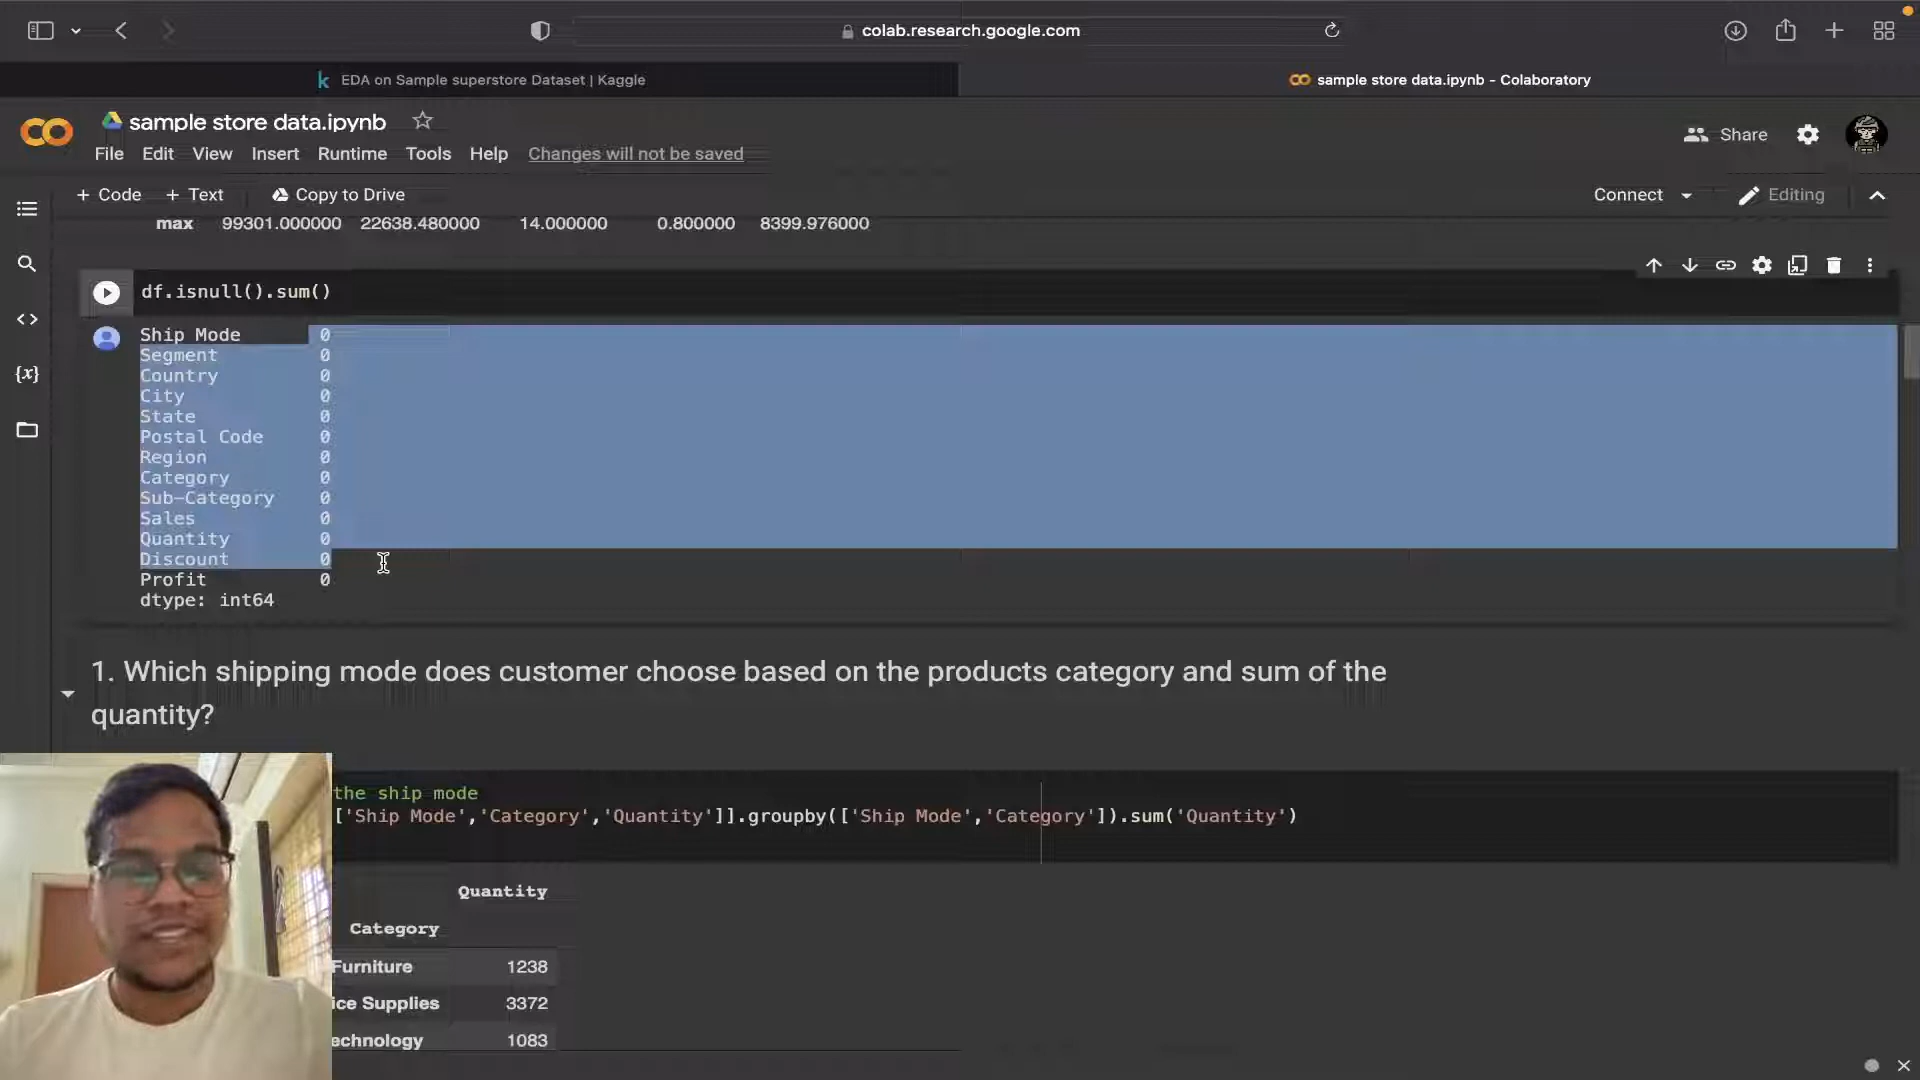 colab.research.google.com
EDA on Sample superstore Dataset | Kaggle
sample store data.ipynb - Colaboratory
sample store data.ipynb
Share
File Edit View Insert Runtime Tools Help Changes will not be saved
+ Code + Text Copy to Drive
Connect
Editing
max 99301.000000 22638.480000 14.000000 0.800000 8399.976000
df.isnull().sum()
Ship Mode 0
Segment 0
Country 0
City 0
State 0
Postal Code 0
Region 0
Category 0
Sub-Category 0
Sales 0
Quantity 0
Discount 0
Profit 0
dtype: int64
1. Which shipping mode does customer choose based on the products category and sum of the
quantity?
the ship mode
['Ship Mode','Category','Quantity']].groupby(['Ship Mode','Category']).sum('Quantity')
Quantity
Category
Furniture 1238
ice Supplies 3372
echnology 1083